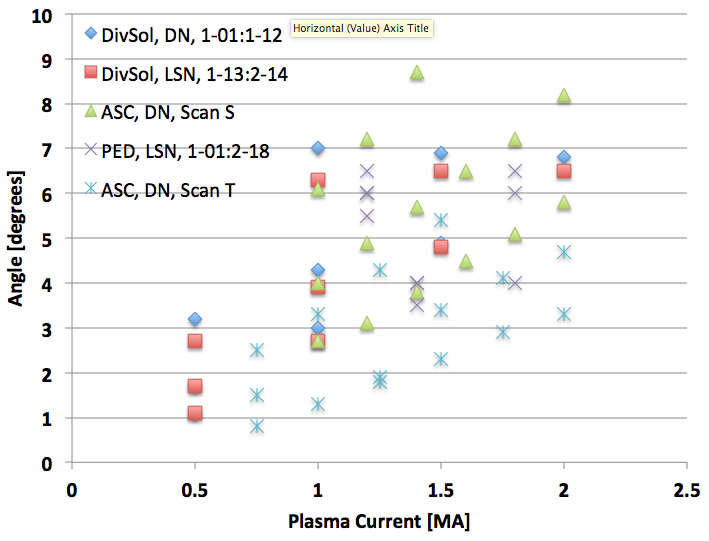 10
9
8
7
6
5
4
3
2
1
0
Angle [degrees]
DivSol, DN, 1-01:1-12
Horizontal (Value) Axis Title
DivSol, LSN, 1-13:2-14
ASC, DN, Scan S
PED, LSN, 1-01:2-18
ASC, DN, Scan T
0 0.5 1 1.5 2 2.5
Plasma Current [MA]